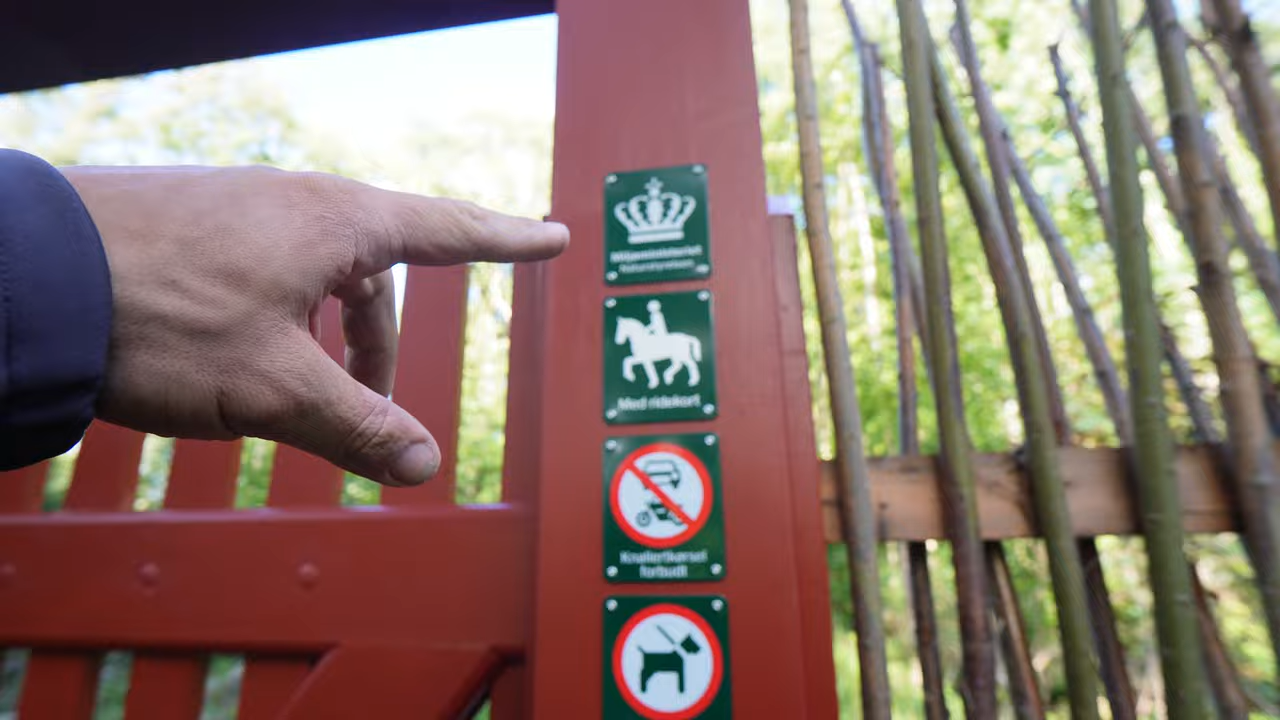 Miljøministeriet
Naturstyrelsen
Med ridekort
Knallertkørsel
forbudt